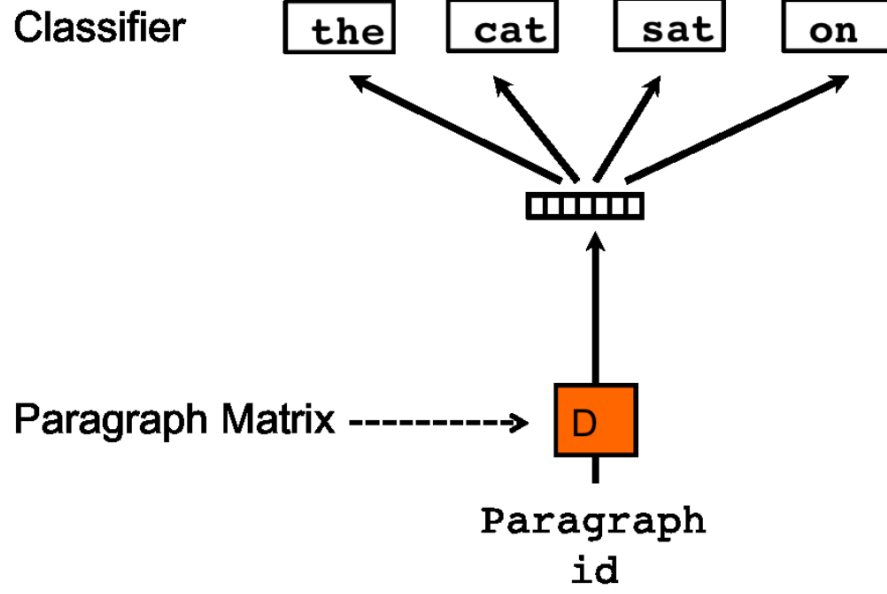 Classifier the cat sat on
Paragraph Matrix D
Paragraph
id